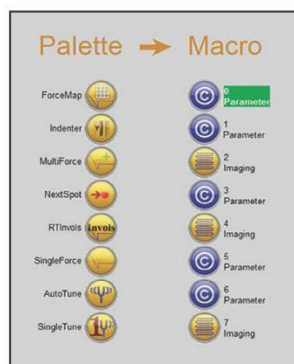 Palette → Macro
ForceMap
0
Parameter
Indenter
1
Parameter
MultiForce
2
Imaging
NextSpot
3
Parameter
RTInvols
Invols
4
Imaging
SingleForce
5
Parameter
AutoTune
6
Parameter
SingleTune
7
Imaging